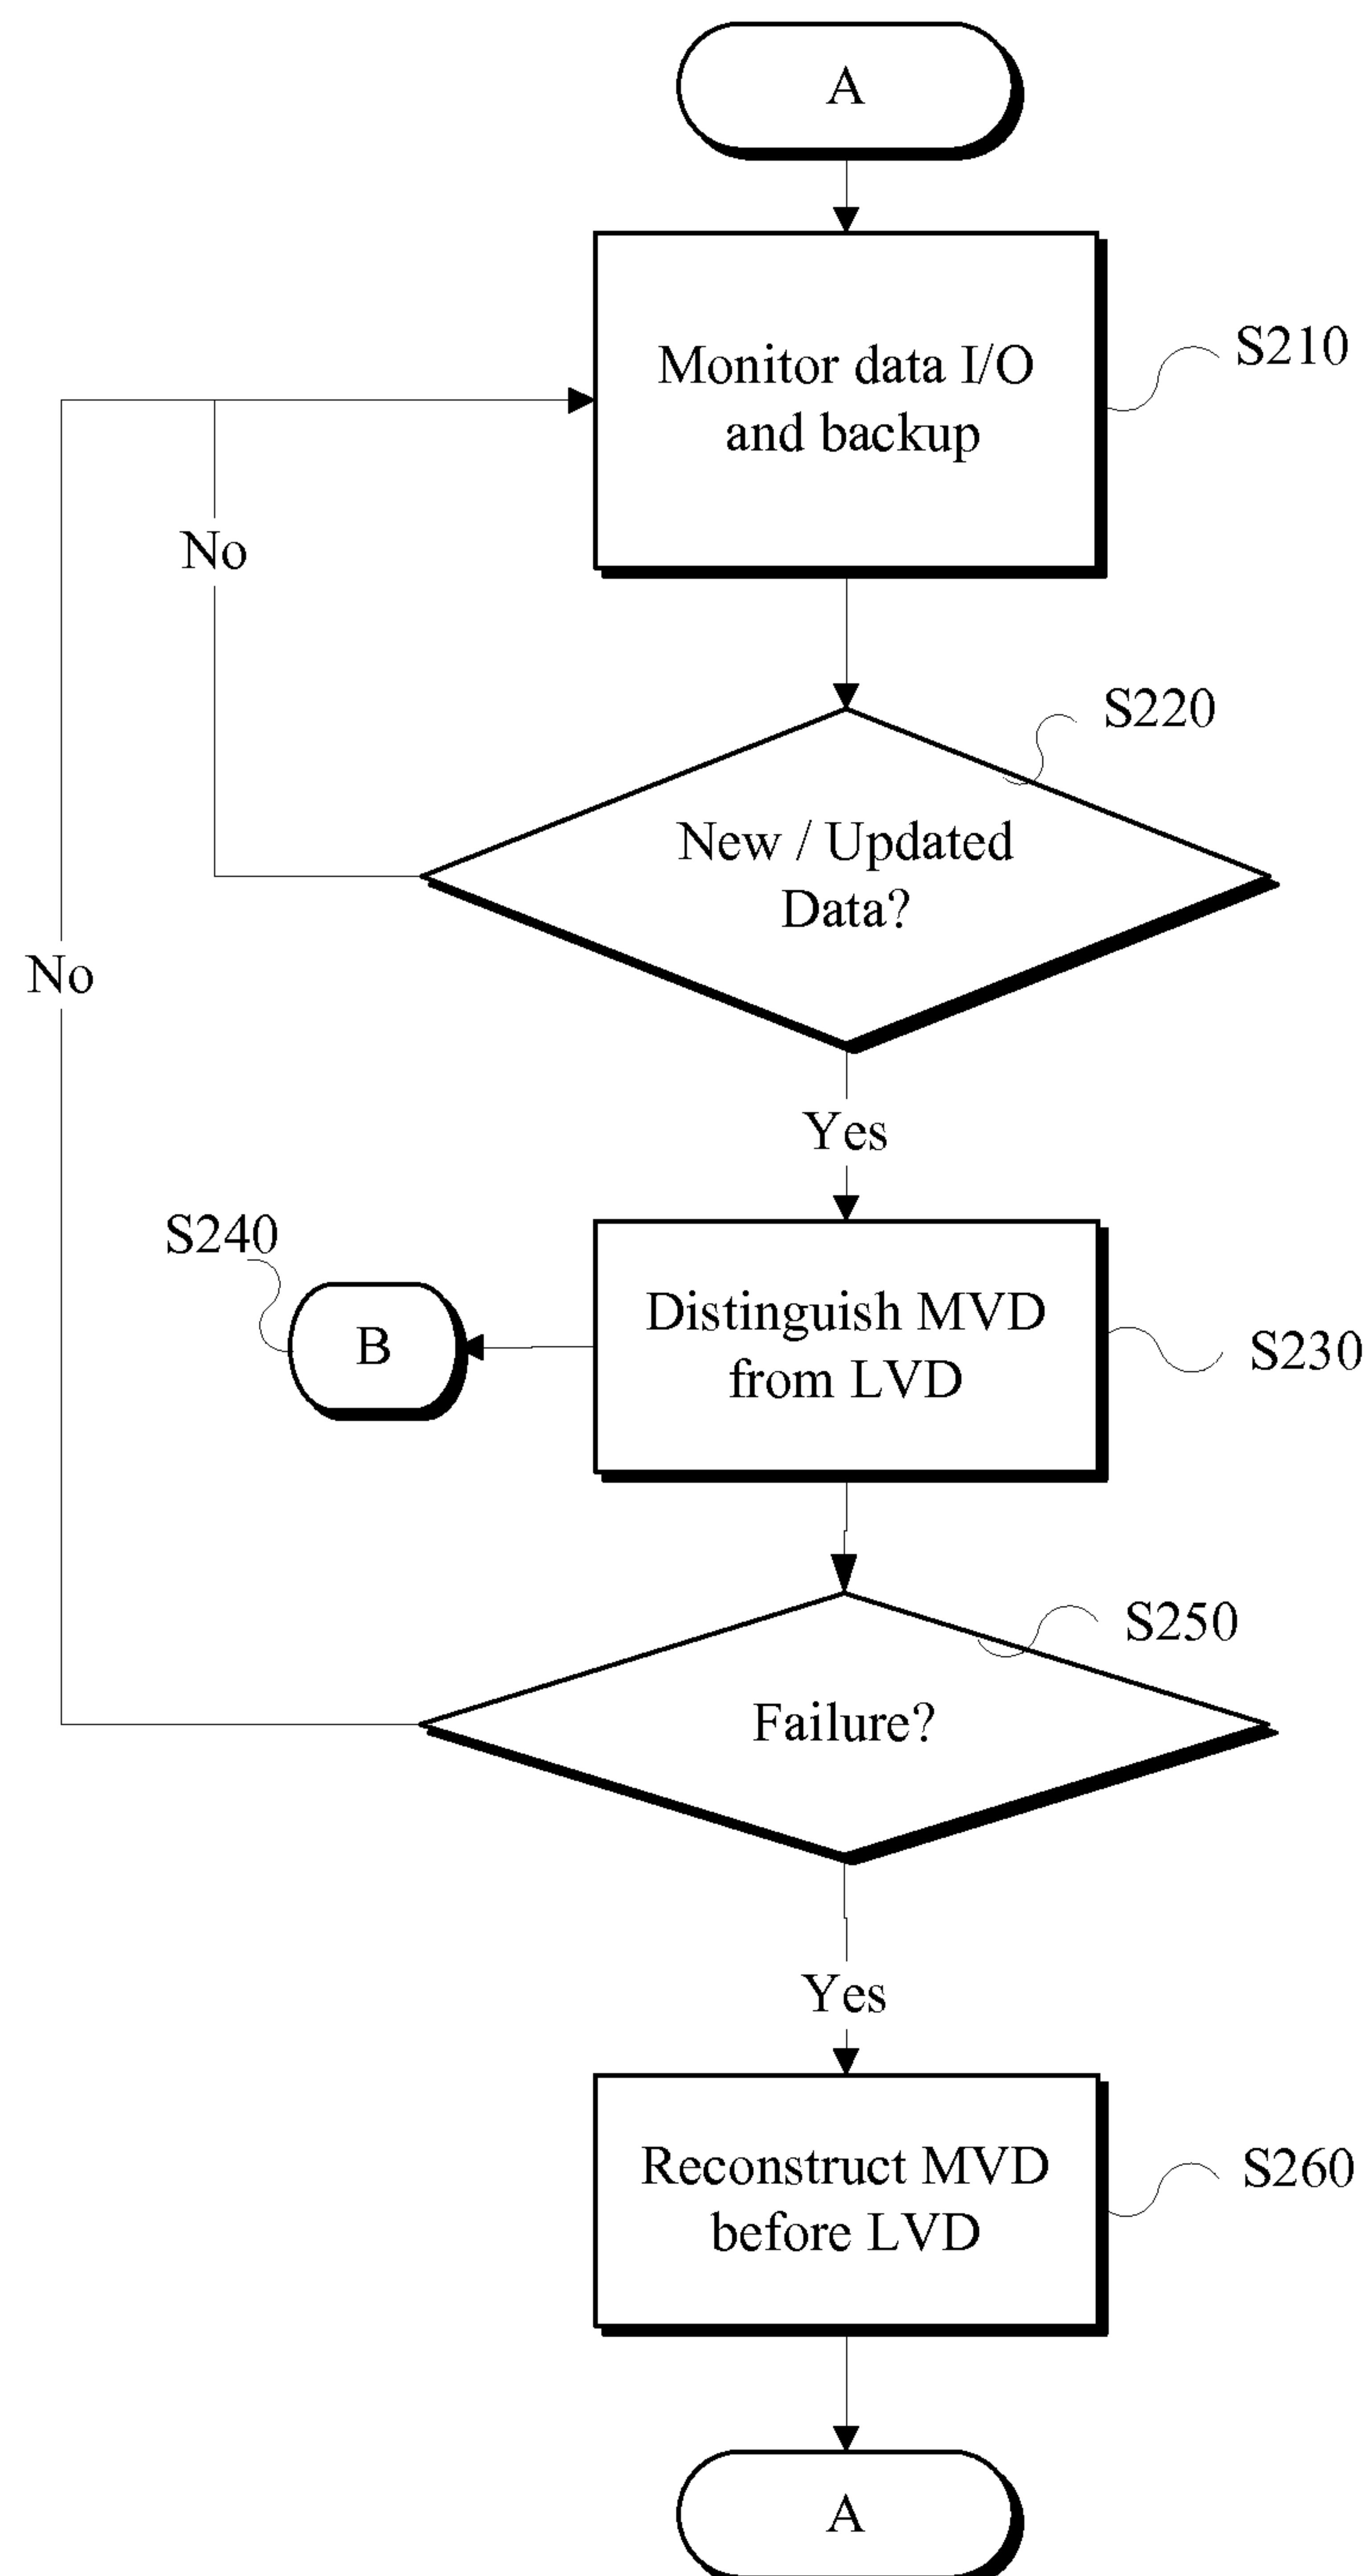 A
Monitor data I/O
and backup
S210
No
New / Updated
Data?
S220
No
Yes
S240
B
Distinguish MVD
from LVD
S230
Failure?
S250
Yes
Reconstruct MVD
before LVD
S260
A